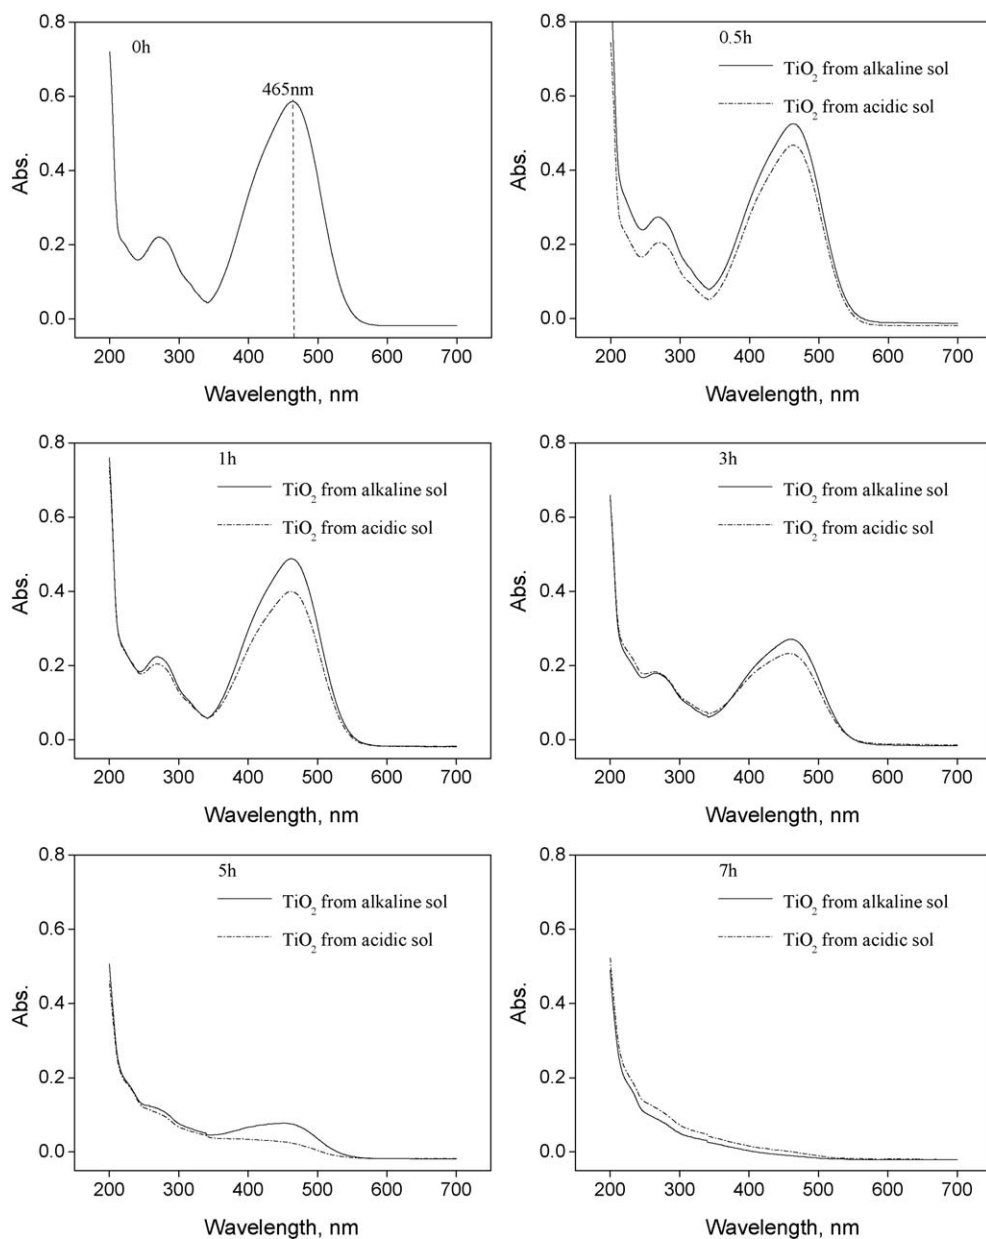 0h
465nm
0.8
0.6
0.4
0.2
0.0
Abs.
200 300 400 500 600 700
Wavelength, nm
0.5h
TiO2 from alkaline sol
TiO2 from acidic sol
0.8
0.6
0.4
0.2
0.0
Abs.
200 300 400 500 600 700
Wavelength, nm
1h
TiO2 from alkaline sol
TiO2 from acidic sol
0.8
0.6
0.4
0.2
0.0
Abs.
200 300 400 500 600 700
Wavelength, nm
3h
TiO2 from alkaline sol
TiO2 from acidic sol
0.8
0.6
0.4
0.2
0.0
Abs.
200 300 400 500 600 700
Wavelength, nm
5h
TiO2 from alkaline sol
TiO2 from acidic sol
0.8
0.6
0.4
0.2
0.0
Abs.
200 300 400 500 600 700
Wavelength, nm
7h
TiO2 from alkaline sol
TiO2 from acidic sol
0.8
0.6
0.4
0.2
0.0
Abs.
200 300 400 500 600 700
Wavelength, nm